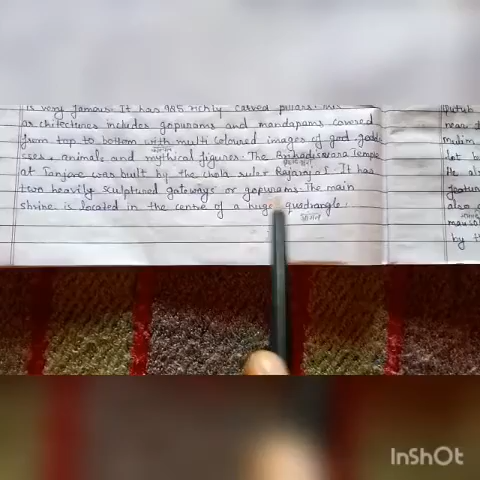 is very famous. It has 985 richly carved pillars. Its
architectures includes gopurams and mandapams covered
from top to bottom with multi coloured images of god-godde
sses, animals and mythical figures. The Brihadiswara Temple
at Tanjore was built by the chola ruler Rajaraja I. It has
two heavily sculptured gateways or gopurams. The main
shrine is located in the centre of a huge quadrangle.
near t
InShOt